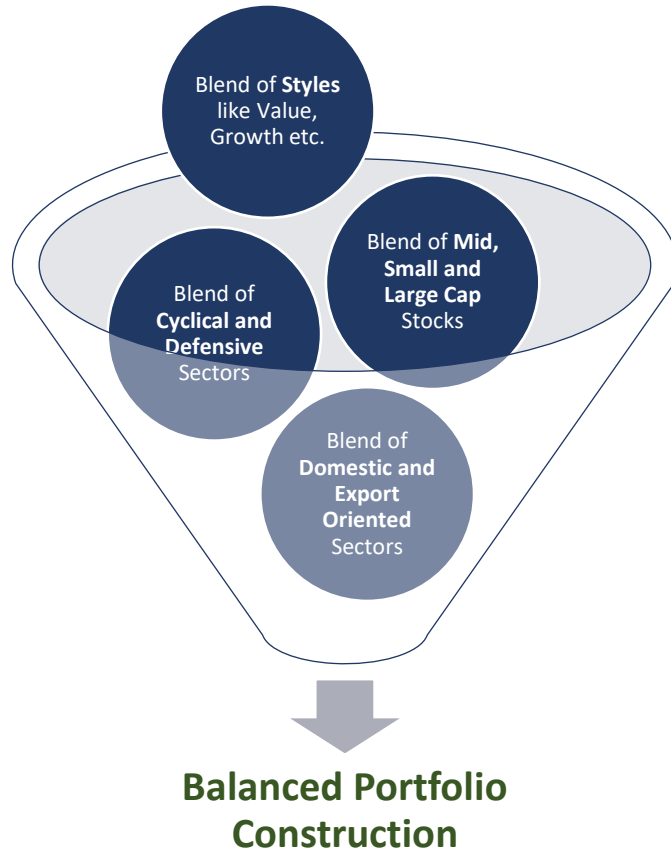 Blend of Styles
like Value,
Growth etc.
Blend of Mid,
Small and
Large Cap
Stocks
Blend of
Cyclical and
Defensive
Sectors
Blend of
Domestic and
Export
Oriented
Sectors
Balanced Portfolio
Construction